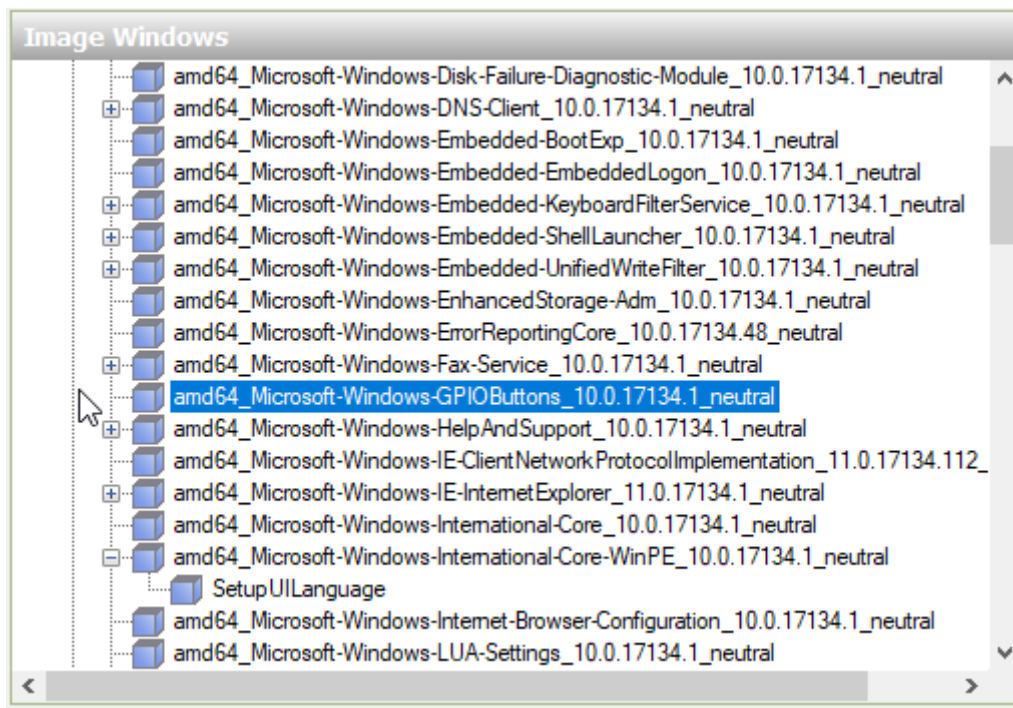 Image Windows
amd64_Microsoft-Windows-Disk-Failure-Diagnostic-Module_10.0.17134.1_neutral
amd64_Microsoft-Windows-DNS-Client_10.0.17134.1_neutral
amd64_Microsoft-Windows-Embedded-BootExp_10.0.17134.1_neutral
amd64_Microsoft-Windows-Embedded-EmbeddedLogon_10.0.17134.1_neutral
amd64_Microsoft-Windows-Embedded-KeyboardFilterService_10.0.17134.1_neutral
amd64_Microsoft-Windows-Embedded-ShellLauncher_10.0.17134.1_neutral
amd64_Microsoft-Windows-Embedded-UnifiedWriteFilter_10.0.17134.1_neutral
amd64_Microsoft-Windows-EnhancedStorage-Adm_10.0.17134.1_neutral
amd64_Microsoft-Windows-ErrorReportingCore_10.0.17134.48_neutral
amd64_Microsoft-Windows-Fax-Service_10.0.17134.1_neutral
amd64_Microsoft-Windows-GPIOButtons_10.0.17134.1_neutral
amd64_Microsoft-Windows-HelpAndSupport_10.0.17134.1_neutral
amd64_Microsoft-Windows-IE-ClientNetworkProtocolImplementation_11.0.17134.112_
amd64_Microsoft-Windows-IE-InternetExplorer_11.0.17134.1_neutral
amd64_Microsoft-Windows-International-Core_10.0.17134.1_neutral
amd64_Microsoft-Windows-International-Core-WinPE_10.0.17134.1_neutral
SetupUILanguage
amd64_Microsoft-Windows-Internet-Browser-Configuration_10.0.17134.1_neutral
amd64_Microsoft-Windows-LUA-Settings_10.0.17134.1_neutral